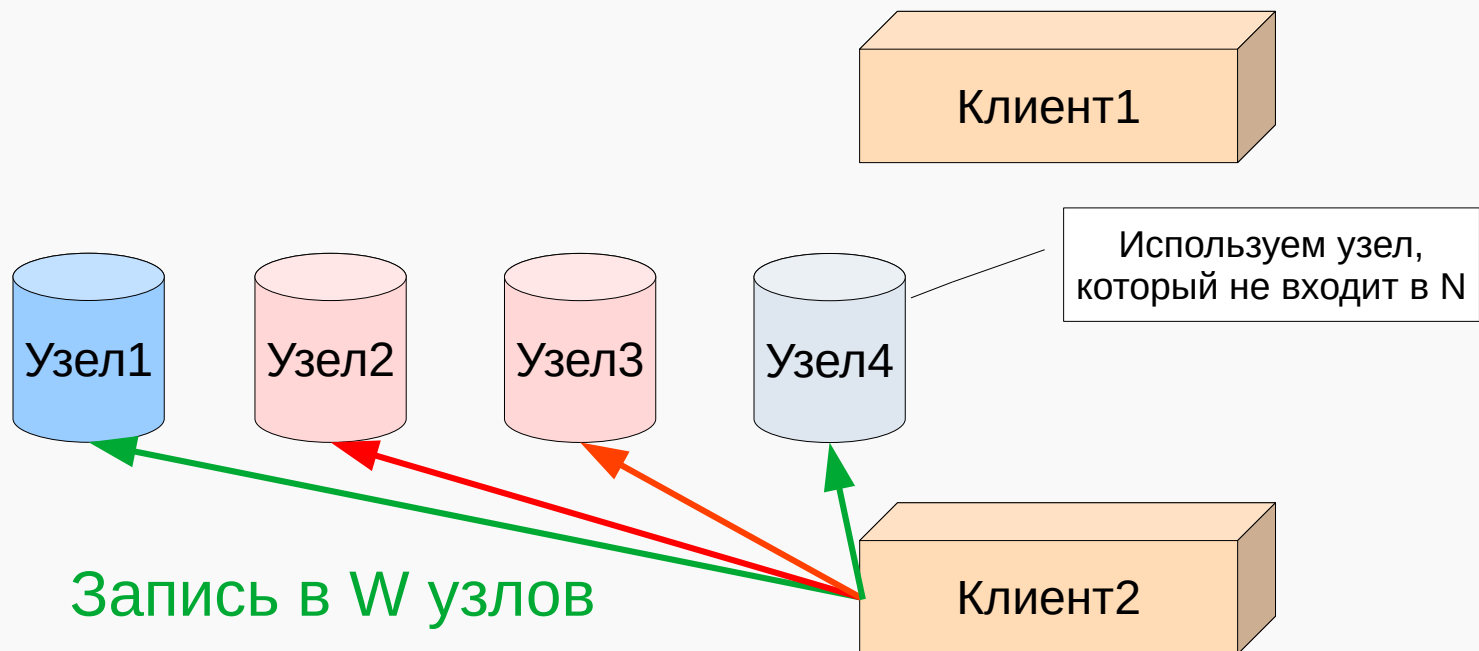 Клиент1
Используем узел,
который не входит в N
Узел1
Узел2
Узел3
Узел4
Запись в W узлов
Клиент2